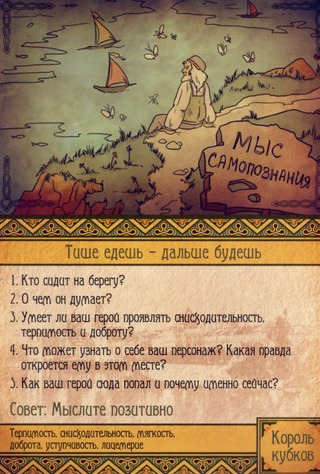 МЫС
САМОПОЗНАНИЯ
Тише едешь – дальше будешь
1. Кто сидит на берегу?
2. О чем он думает?
3. Умеет ли ваш герой проявлять снисходительность,
терпимость и доброту?
4. Что может узнать о себе ваш персонаж? Какая правда
откроется ему в этом месте?
5. Как ваш герой сюда попал и почему именно сейчас?
Совет: Мыслите позитивно
Терпимость, снисходительность, мягкость,
доброта, уступчивость, лицемерие
Король
кубков